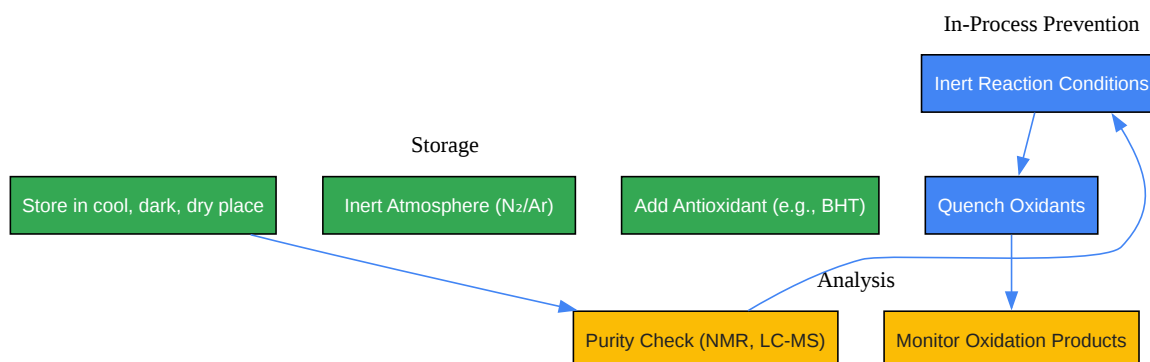 In-Process Prevention
Inert Reaction Conditions
Storage
Store in cool, dark, dry place
Inert Atmosphere (N₂/Ar)
Add Antioxidant (e.g., BHT)
Quench Oxidants
Analysis
Purity Check (NMR, LC-MS)
Monitor Oxidation Products